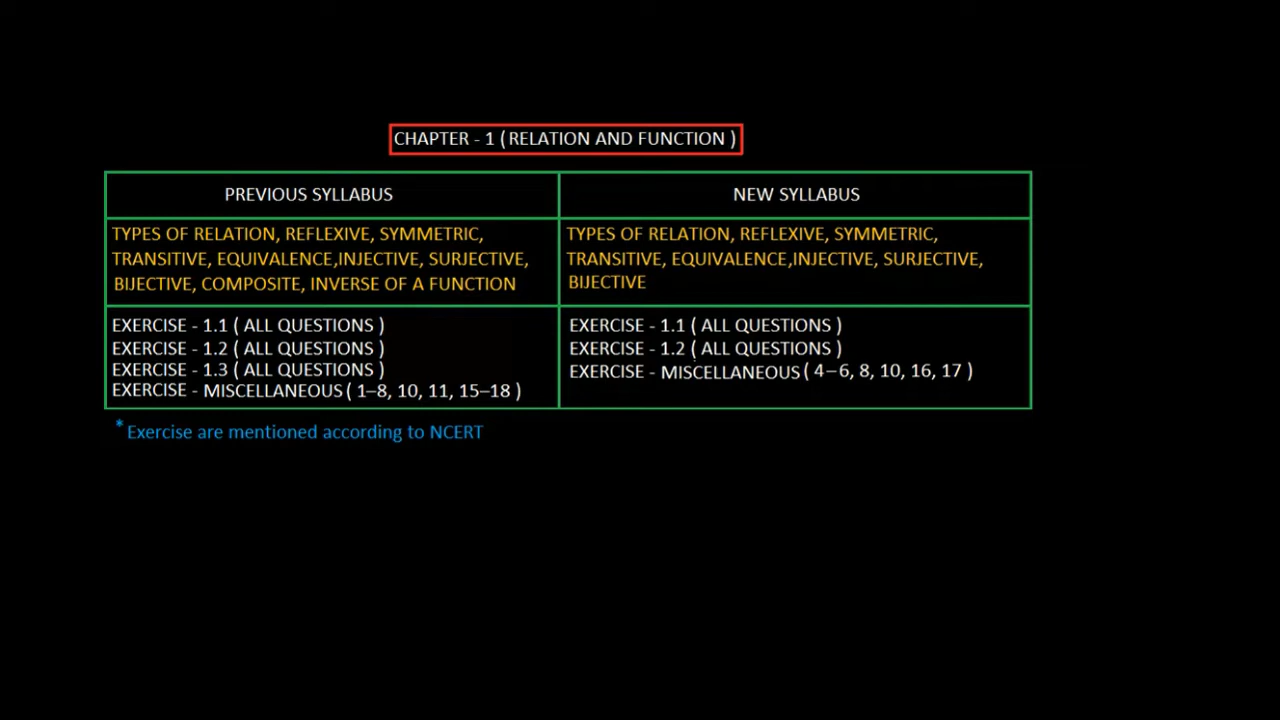 CHAPTER - 1 ( RELATION AND FUNCTION )
PREVIOUS SYLLABUS
NEW SYLLABUS
TYPES OF RELATION, REFLEXIVE, SYMMETRIC,
TRANSITIVE, EQUIVALENCE,INJECTIVE, SURJECTIVE,
BIJECTIVE, COMPOSITE, INVERSE OF A FUNCTION
TYPES OF RELATION, REFLEXIVE, SYMMETRIC,
TRANSITIVE, EQUIVALENCE,INJECTIVE, SURJECTIVE,
BIJECTIVE
EXERCISE - 1.1 ( ALL QUESTIONS )
EXERCISE - 1.2 ( ALL QUESTIONS )
EXERCISE - 1.3 ( ALL QUESTIONS )
EXERCISE - MISCELLANEOUS ( 1–8, 10, 11, 15–18 )
EXERCISE - 1.1 ( ALL QUESTIONS )
EXERCISE - 1.2 ( ALL QUESTIONS )
EXERCISE - MISCELLANEOUS ( 4–6, 8, 10, 16, 17 )
* Exercise are mentioned according to NCERT